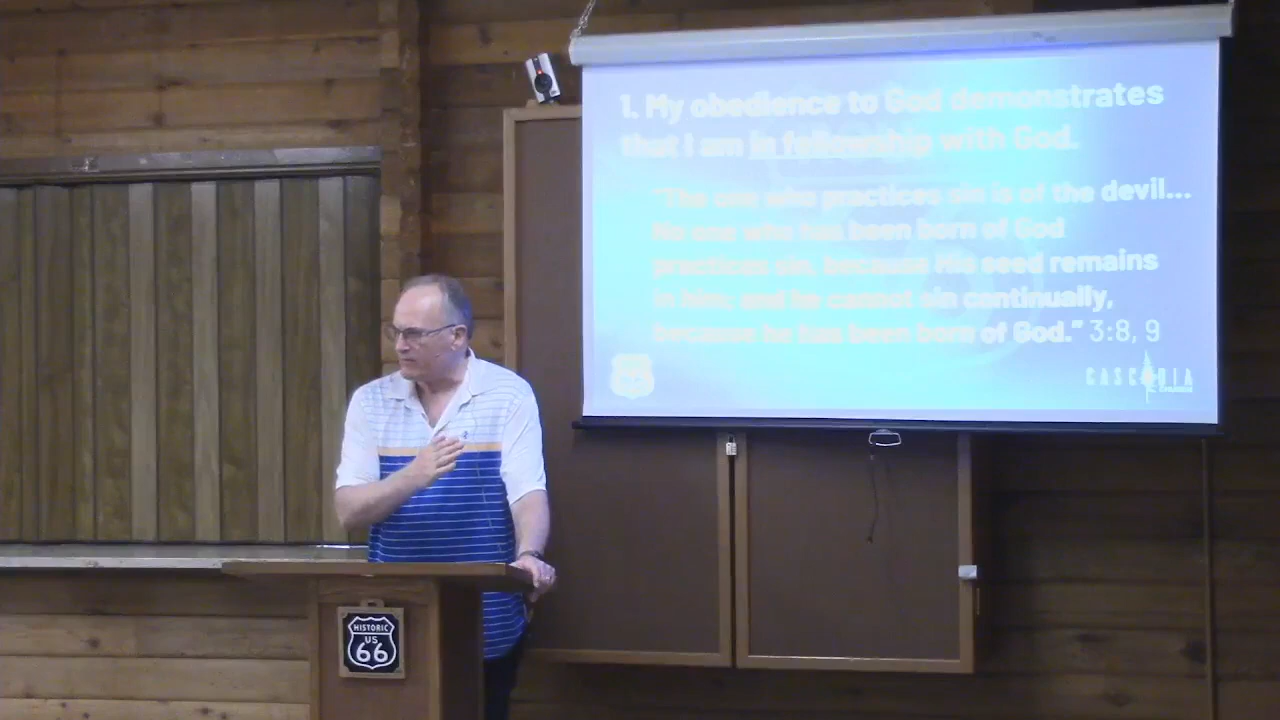 1. My obedience to God demonstrates
that I am in fellowship with God.
"The one who practices sin is of the devil...
No one who has been born of God
practices sin, because His seed remains
in him; and he cannot sin continually,
because he has been born of God." 3:8, 9
CASCADIA
HISTORIC
US
66